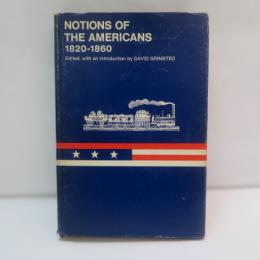 NOTIONS OF
THE AMERICANS
1820-1860
Edited, with an introduction by DAVID GRIMSTED